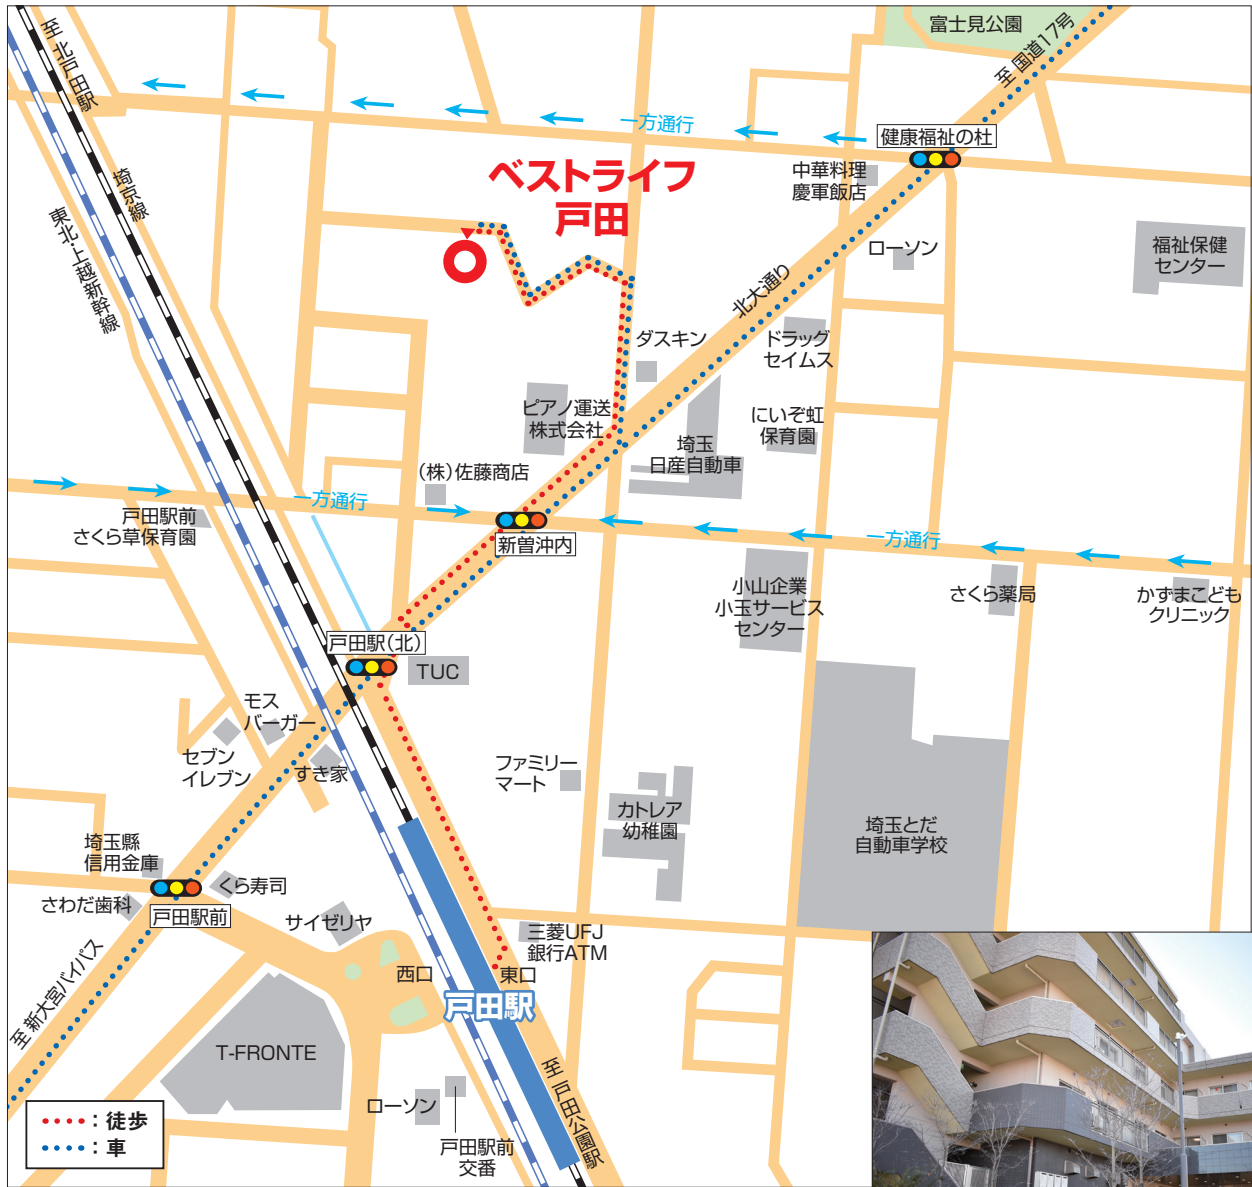 至 北戸田駅
富士見公園
至 国道17号
一方通行
健康福祉の杜
埼京線
東北・上越新幹線
ベストライフ
戸田
中華料理
慶軍飯店
ローソン
福祉保健
センター
北大通り
ダスキン
ドラッグ
セイムス
ピアノ運送
株式会社
にいぞ虹
保育園
埼玉
日産自動車
(株)佐藤商店
一方通行
戸田駅前
さくら草保育園
新曽沖内
一方通行
小山企業
小玉サービス
センター
さくら薬局
かずまこども
クリニック
戸田駅(北)
TUC
モス
バーガー
セブン
イレブン
すき家
ファミリー
マート
カトレア
幼稚園
埼玉とだ
自動車学校
埼玉縣
信用金庫
くら寿司
さわだ歯科
戸田駅前
サイゼリヤ
三菱UFJ
銀行ATM
西口
東口
戸田駅
至 新大宮バイパス
T-FRONTE
至 戸田公園駅
ローソン
戸田駅前
交番
：徒歩
：車